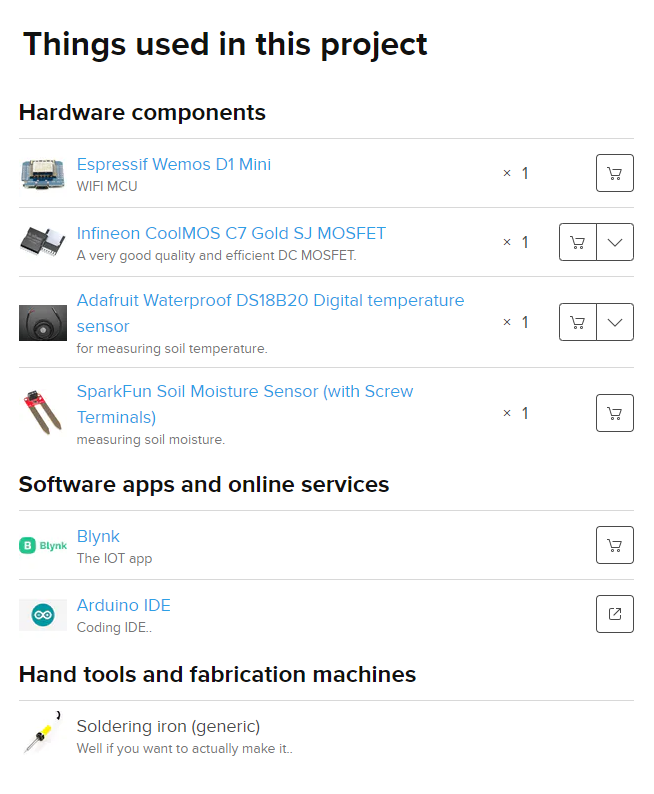 Things used in this project
Hardware components
Espressif Wemos D1 Mini
× 1
WIFI MCU
Infineon CoolMOS C7 Gold SJ MOSFET
× 1
A very good quality and efficient DC MOSFET.
Adafruit Waterproof DS18B20 Digital temperature
sensor
× 1
for measuring soil temperature.
SparkFun Soil Moisture Sensor (with Screw
Terminals)
× 1
measuring soil moisture.
Software apps and online services
B Blynk
Blynk
The IOT app
Arduino IDE
Coding IDE..
Hand tools and fabrication machines
Soldering iron (generic)
Well if you want to actually make it..